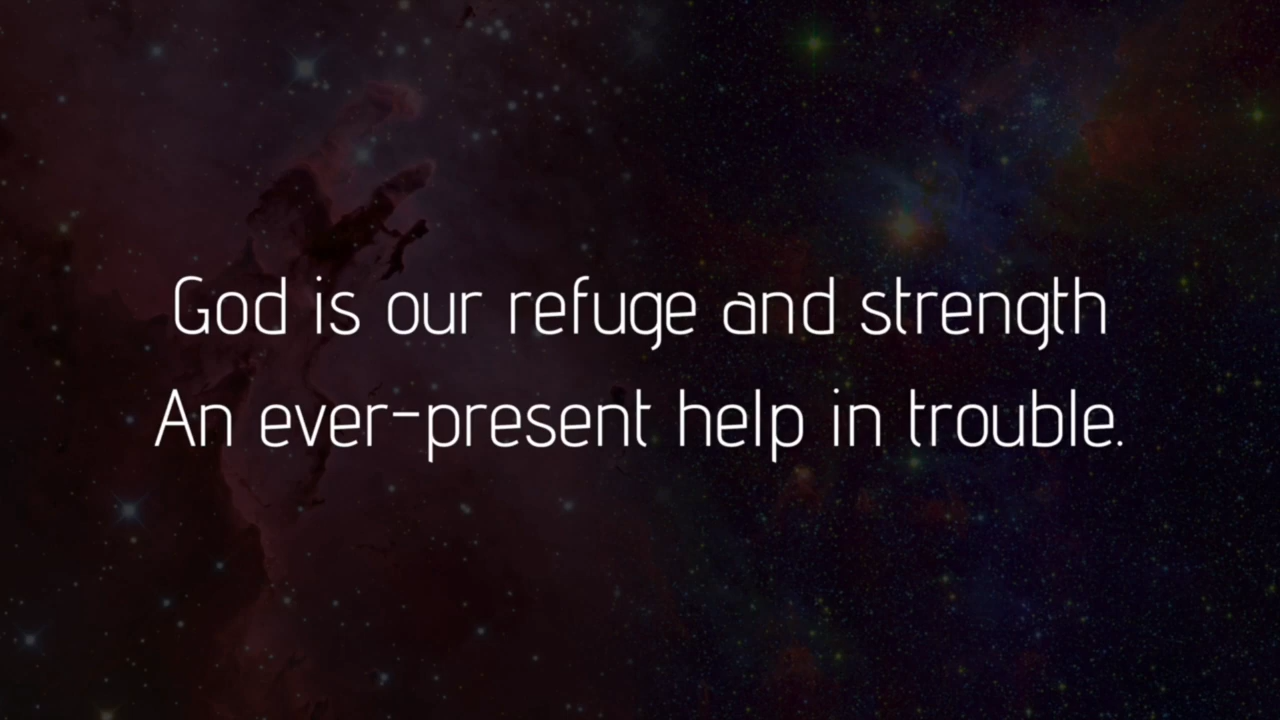 God is our refuge and strength
An ever-present help in trouble.